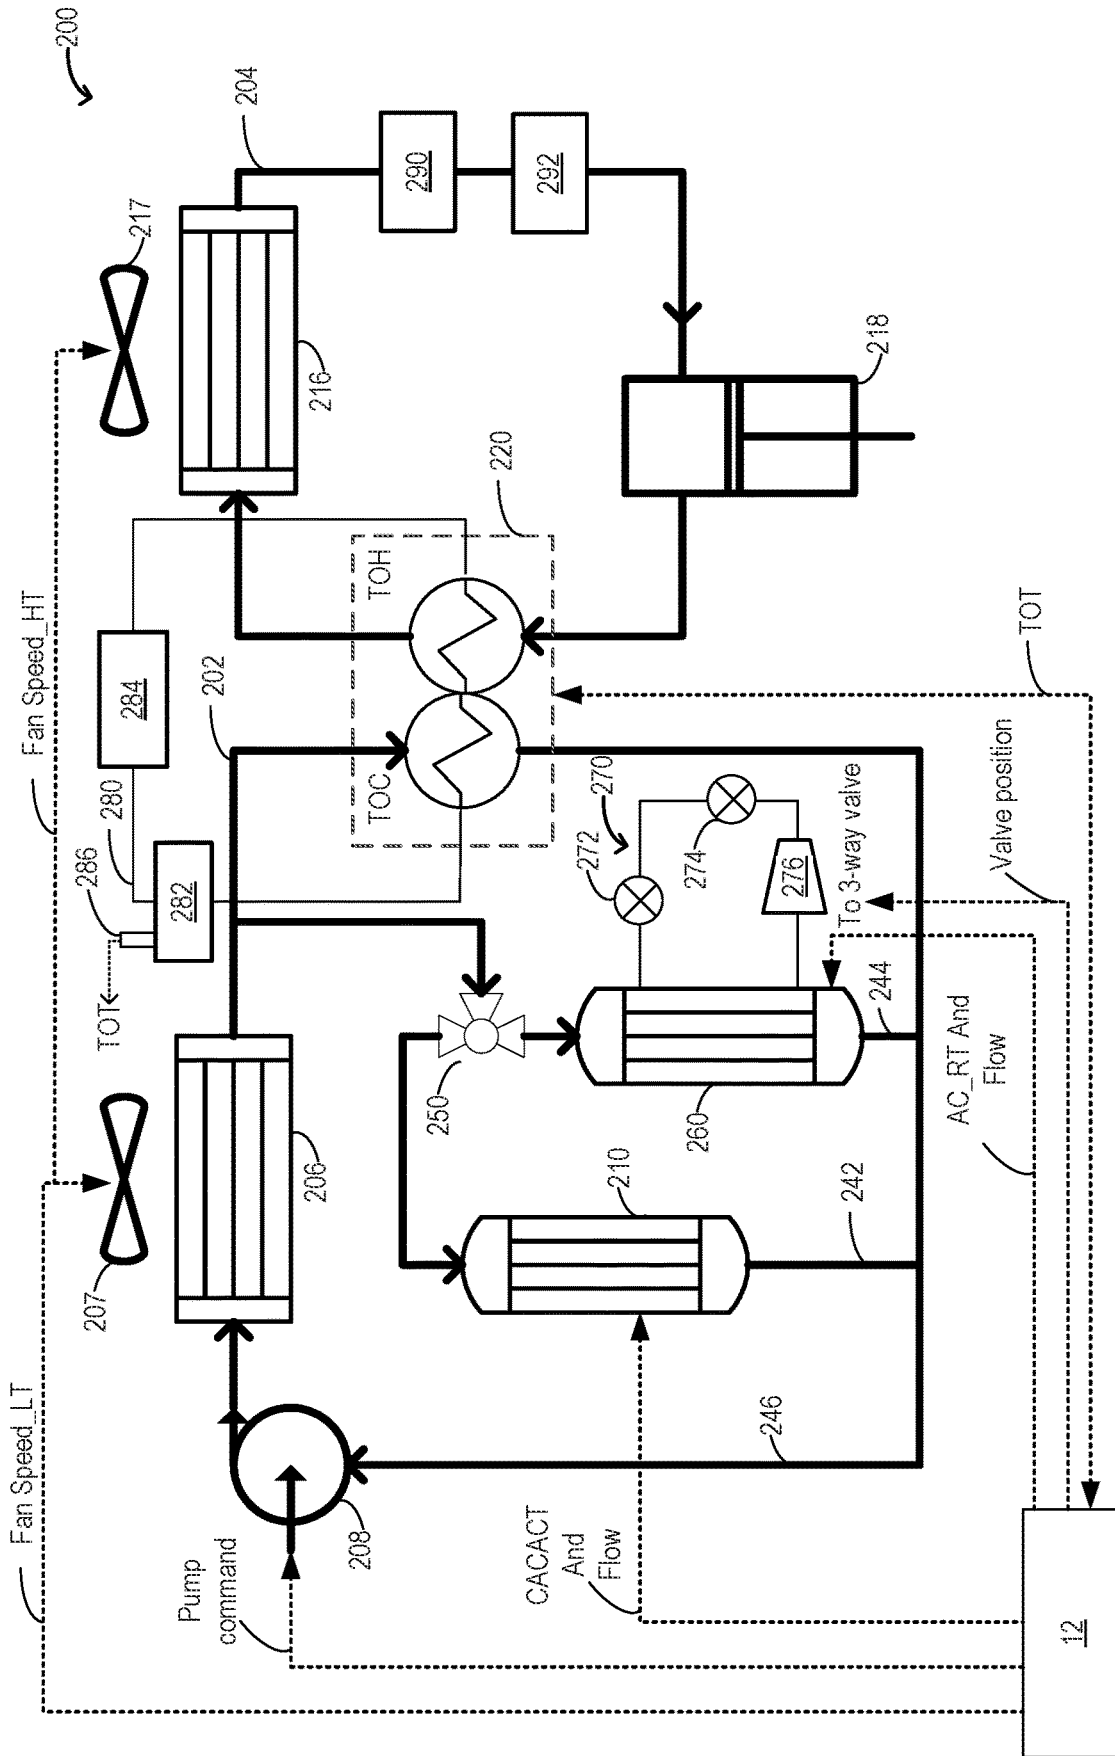 200
Fan Speed_LT
Fan Speed_HT
286
207
TOT
280
284
217
282
Pump
command
202
204
206
216
208
TOC
TOH
290
250
220
CACACT
And
Flow
292
272
270
210
260
274
246
276
To 3-way valve
242
244
218
AC_RT And
Flow
Valve position
TOT
12